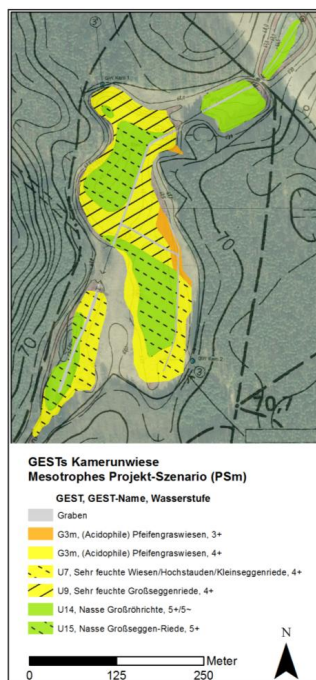 70
70
70
40,7
GESTs Kamerunwiese
Mesotrophes Projekt-Szenario (PSm)
GEST, GEST-Name, Wasserstufe
Graben
G3m, (Acidophile) Pfeifengraswiesen, 3+
G3m, (Acidophile) Pfeifengraswiesen, 4+
U7, Sehr feuchte Wiesen/Hochstauden/Kleinseggenriede, 4+
U9, Sehr feuchte Großseggenriede, 4+
U14, Nasse Großröhrichte, 5+/5~
U15, Nasse Großseggen-Riede, 5+
N
Meter
0 125 250